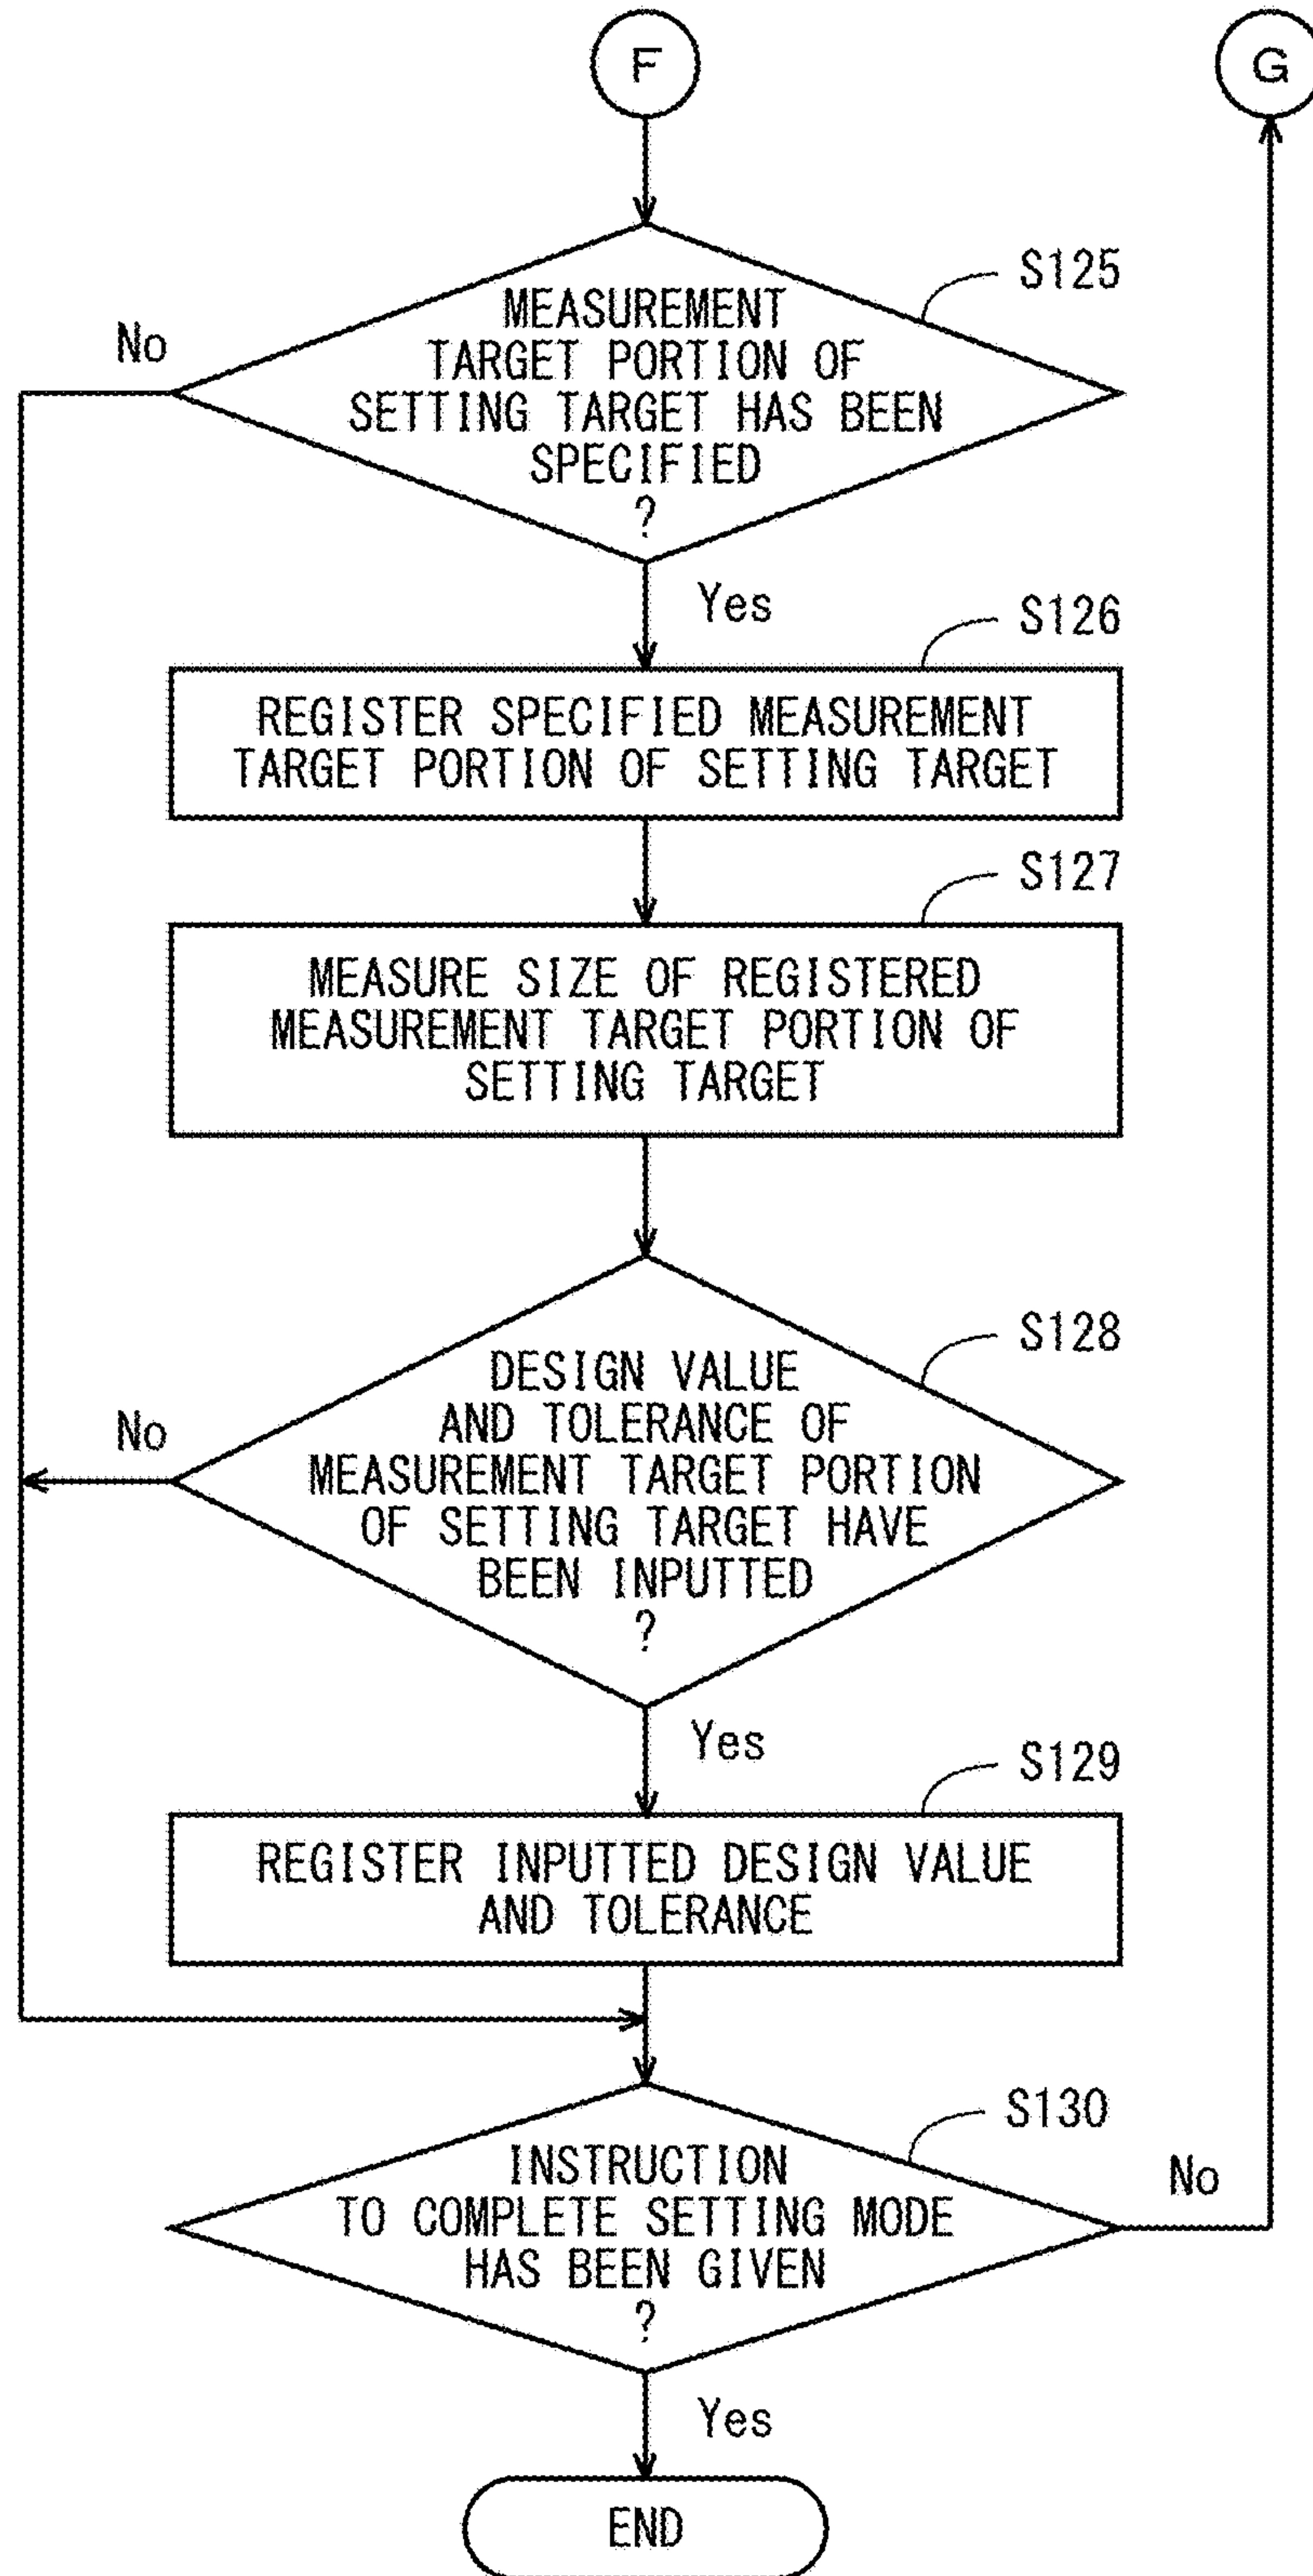 F
G
S125
No
MEASUREMENT
TARGET PORTION OF
SETTING TARGET HAS BEEN
SPECIFIED
?
Yes
S126
REGISTER SPECIFIED MEASUREMENT
TARGET PORTION OF SETTING TARGET
S127
MEASURE SIZE OF REGISTERED
MEASUREMENT TARGET PORTION OF
SETTING TARGET
S128
No
DESIGN VALUE
AND TOLERANCE OF
MEASUREMENT TARGET PORTION
OF SETTING TARGET HAVE
BEEN INPUTTED
?
Yes
S129
REGISTER INPUTTED DESIGN VALUE
AND TOLERANCE
S130
INSTRUCTION
TO COMPLETE SETTING MODE
HAS BEEN GIVEN
?
No
Yes
END